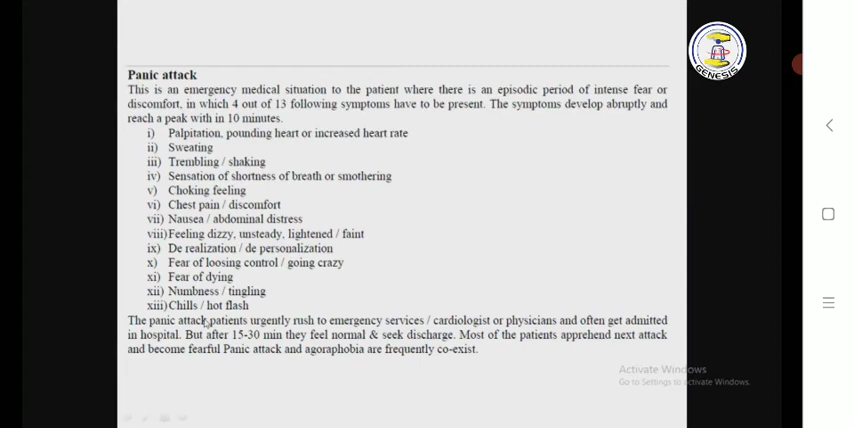 GENESIS
Panic attack
This is an emergency medical situation to the patient where there is an episodic period of intense fear or
discomfort, in which 4 out of 13 following symptoms have to be present. The symptoms develop abruptly and
reach a peak with in 10 minutes.
i) Palpitation, pounding heart or increased heart rate
ii) Sweating
iii) Trembling / shaking
iv) Sensation of shortness of breath or smothering
v) Choking feeling
vi) Chest pain / discomfort
vii) Nausea / abdominal distress
viii) Feeling dizzy, unsteady, lightened / faint
ix) De realization / de personalization
x) Fear of loosing control / going crazy
xi) Fear of dying
xii) Numbness / tingling
xiii) Chills / hot flash
The panic attack patients urgently rush to emergency services / cardiologist or physicians and often get admitted
in hospital. But after 15-30 min they feel normal & seek discharge. Most of the patients apprehend next attack
and become fearful Panic attack and agoraphobia are frequently co-exist.
Activate Windows
Go to Settings to activate Windows.